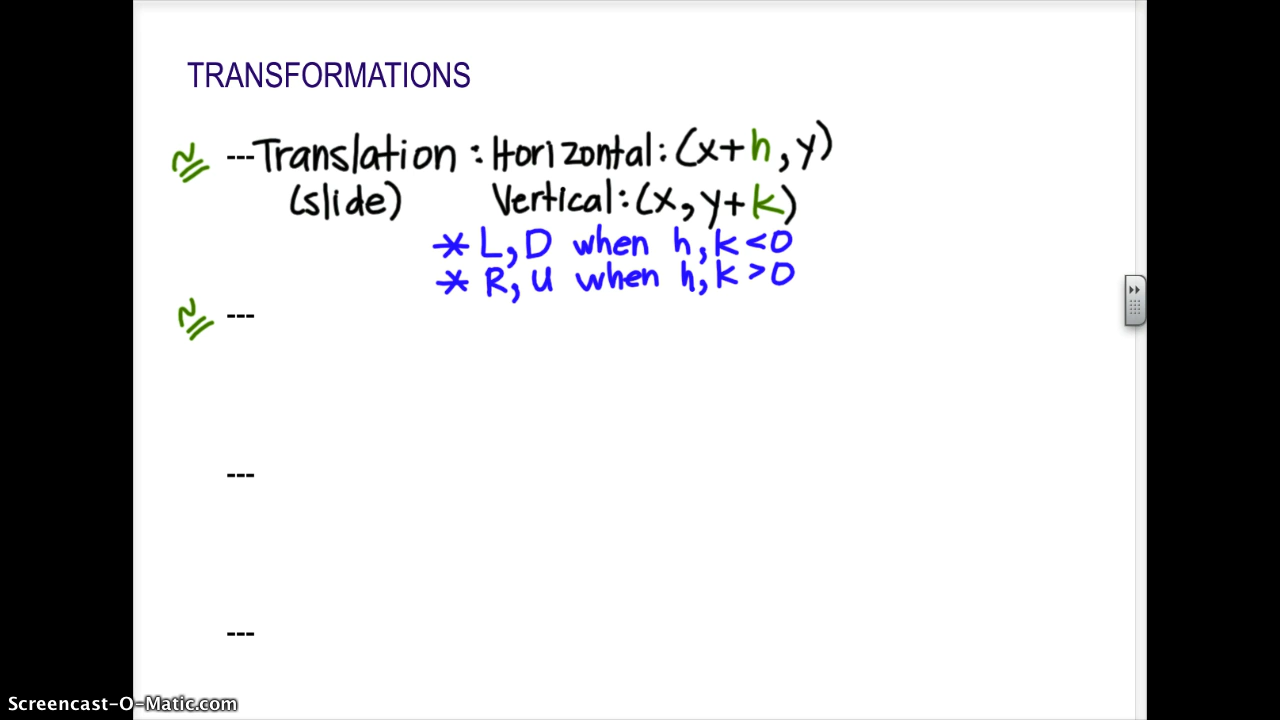 TRANSFORMATIONS
≅ ---Translation : Horizontal: (x+h, y)
(slide) Vertical: (x, y+k)
* L, D when h, k <0
* R, U when h, k >0
≅ ---
---
---
Screencast-O-Matic.com